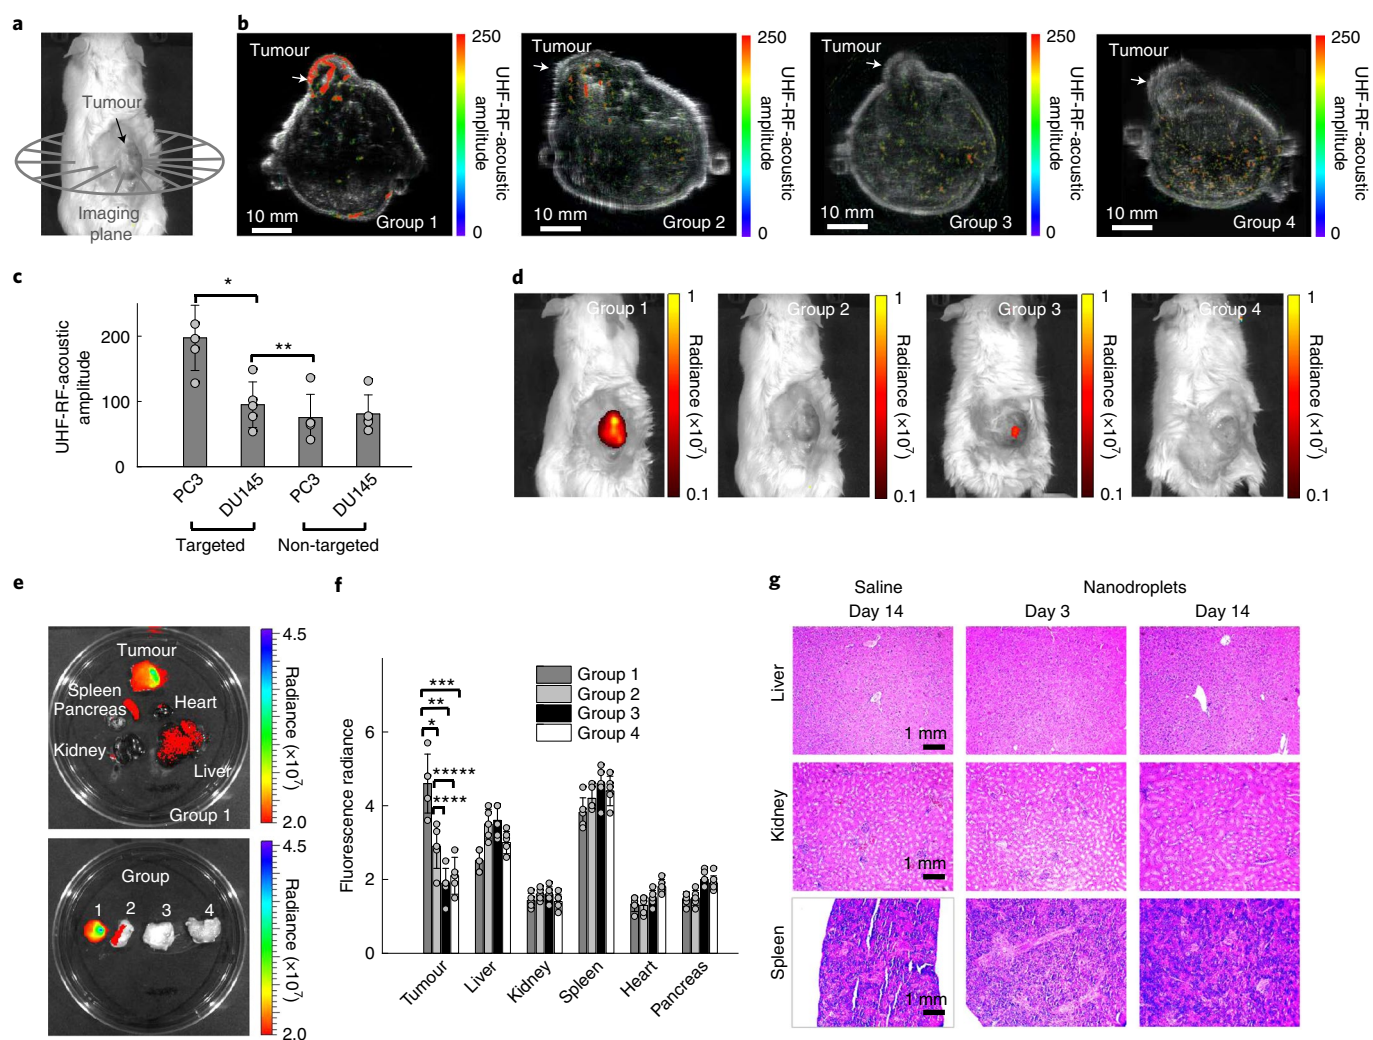 a
Tumour
Imaging
plane
b
Tumour
10 mm
Group 1
250
UHF-RF-acoustic
amplitude
0
Tumour
10 mm
Group 2
250
UHF-RF-acoustic
amplitude
0
Tumour
10 mm
Group 3
250
UHF-RF-acoustic
amplitude
0
Tumour
10 mm
Group 4
250
UHF-RF-acoustic
amplitude
0
c
UHF-RF-acoustic
amplitude
200
100
0
*
**
PC3
DU145
PC3
DU145
Targeted
Non-targeted
d
Group 1
1
Radiance (×10⁷)
0.1
Group 2
1
Radiance (×10⁷)
0.1
Group 3
1
Radiance (×10⁷)
0.1
Group 4
1
Radiance (×10⁷)
0.1
e
Tumour
Spleen
Pancreas
Heart
Kidney
Liver
Group 1
4.5
Radiance (×10⁷)
2.0
Group
1 2 3 4
4.5
Radiance (×10⁷)
2.0
f
Fluorescence radiance
6
4
2
0
***
**
*
*****
****
Group 1
Group 2
Group 3
Group 4
Tumour
Liver
Kidney
Spleen
Heart
Pancreas
g
Saline
Nanodroplets
Day 14
Day 3
Day 14
Liver
1 mm
Kidney
1 mm
Spleen
1 mm